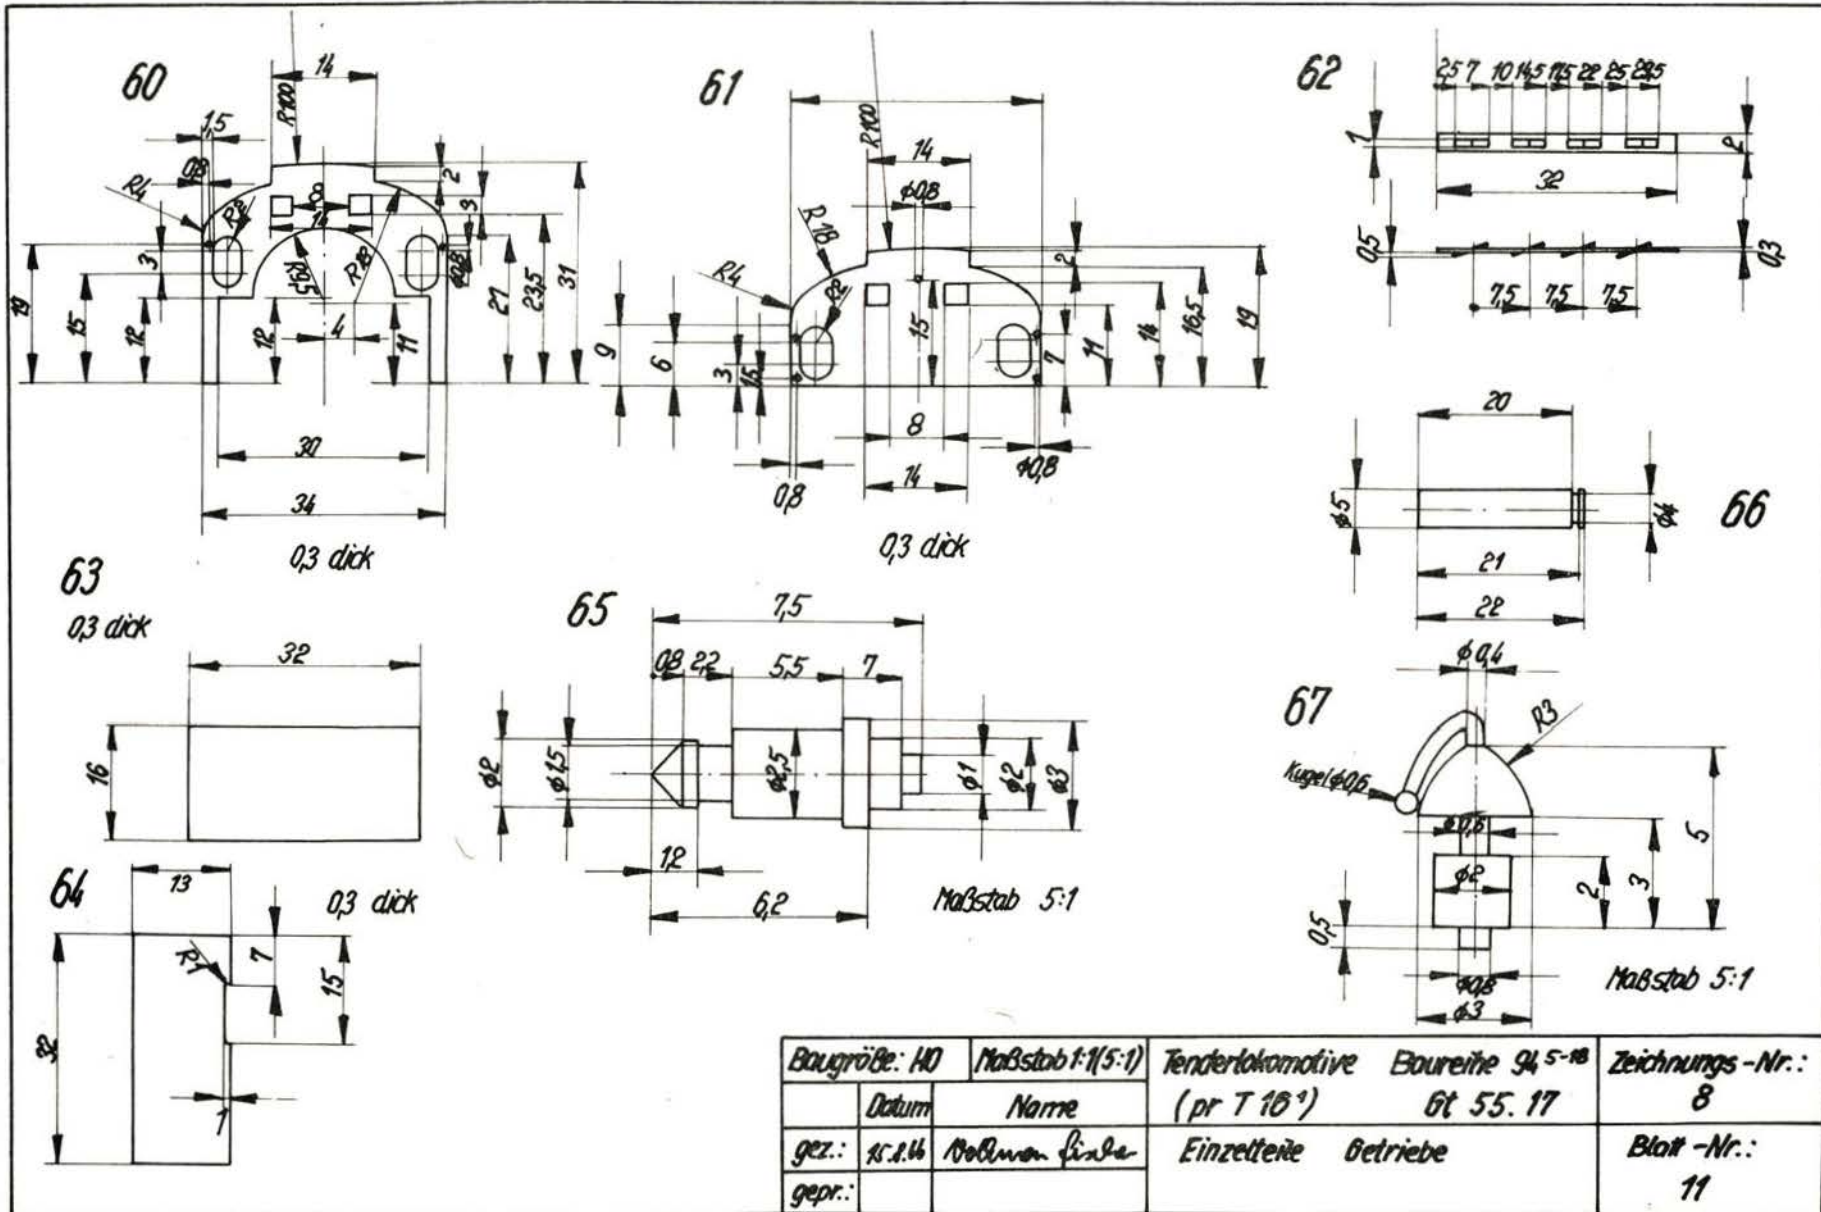 60
14
R100
1,5
0,8
R4
R2
8
14
2
3
R18
R9,5
ϕ0,8
3
19
15
12
12
4
11
21
23,5
31
30
34
0,3 dick
61
R100
14
ϕ0,8
R18
R4
R2
2
15
9
6
3
1,5
7
11
14
16,5
19
8
14
0,8
ϕ0,8
0,3 dick
62
2,5 7 10 14,5 17,5 22 25 29,5
1
2
32
0,5
0,3
7,5 7,5 7,5
20
ϕ5
ϕ4
66
21
22
63
0,3 dick
32
16
64
13
0,3 dick
7
15
32
1
65
7,5
0,8 2,2 5,5 7
ϕ2
ϕ1,5
ϕ2,5
ϕ1
ϕ2
ϕ3
1,2
6,2
Maßstab 5:1
67
ϕ0,4
R3
Kugel ϕ0,6
5
3
2
ϕ2
0,5
ϕ0,8
ϕ3
Maßstab 5:1
Baugröße: H0 Maßstab 1:1(5:1) Tenderlokomotive Baureihe 94 5-18 Zeichnungs-Nr.:
Datum Name (pr T 16¹) Gt 55.17 8
gez.: Einzelteile Getriebe Blatt-Nr.:
gepr.: 11